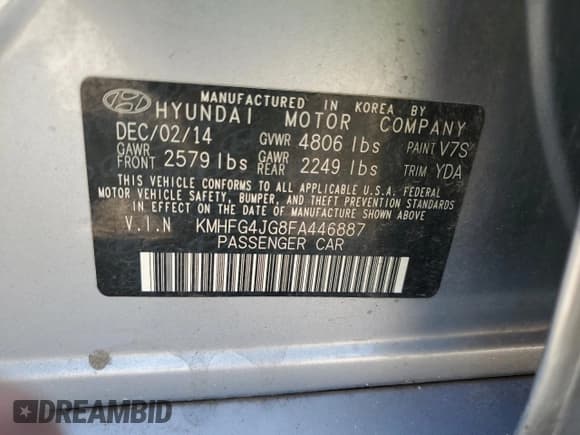 MANUFACTURED IN KOREA BY
HYUNDAI MOTOR COMPANY
DEC/02/14 GVWR 4806 lbs PAINT V7S
GAWR FRONT 2579 lbs GAWR REAR 2249 lbs TRIM YDA
THIS VEHICLE CONFORMS TO ALL APPLICABLE U.S.A. FEDERAL
MOTOR VEHICLE SAFETY, BUMPER, AND THEFT PREVENTION STANDARDS
IN EFFECT ON THE DATE OF MANUFACTURE SHOWN ABOVE.
V.I.N KMHFG4JG8FA446887
PASSENGER CAR
DREAMBID